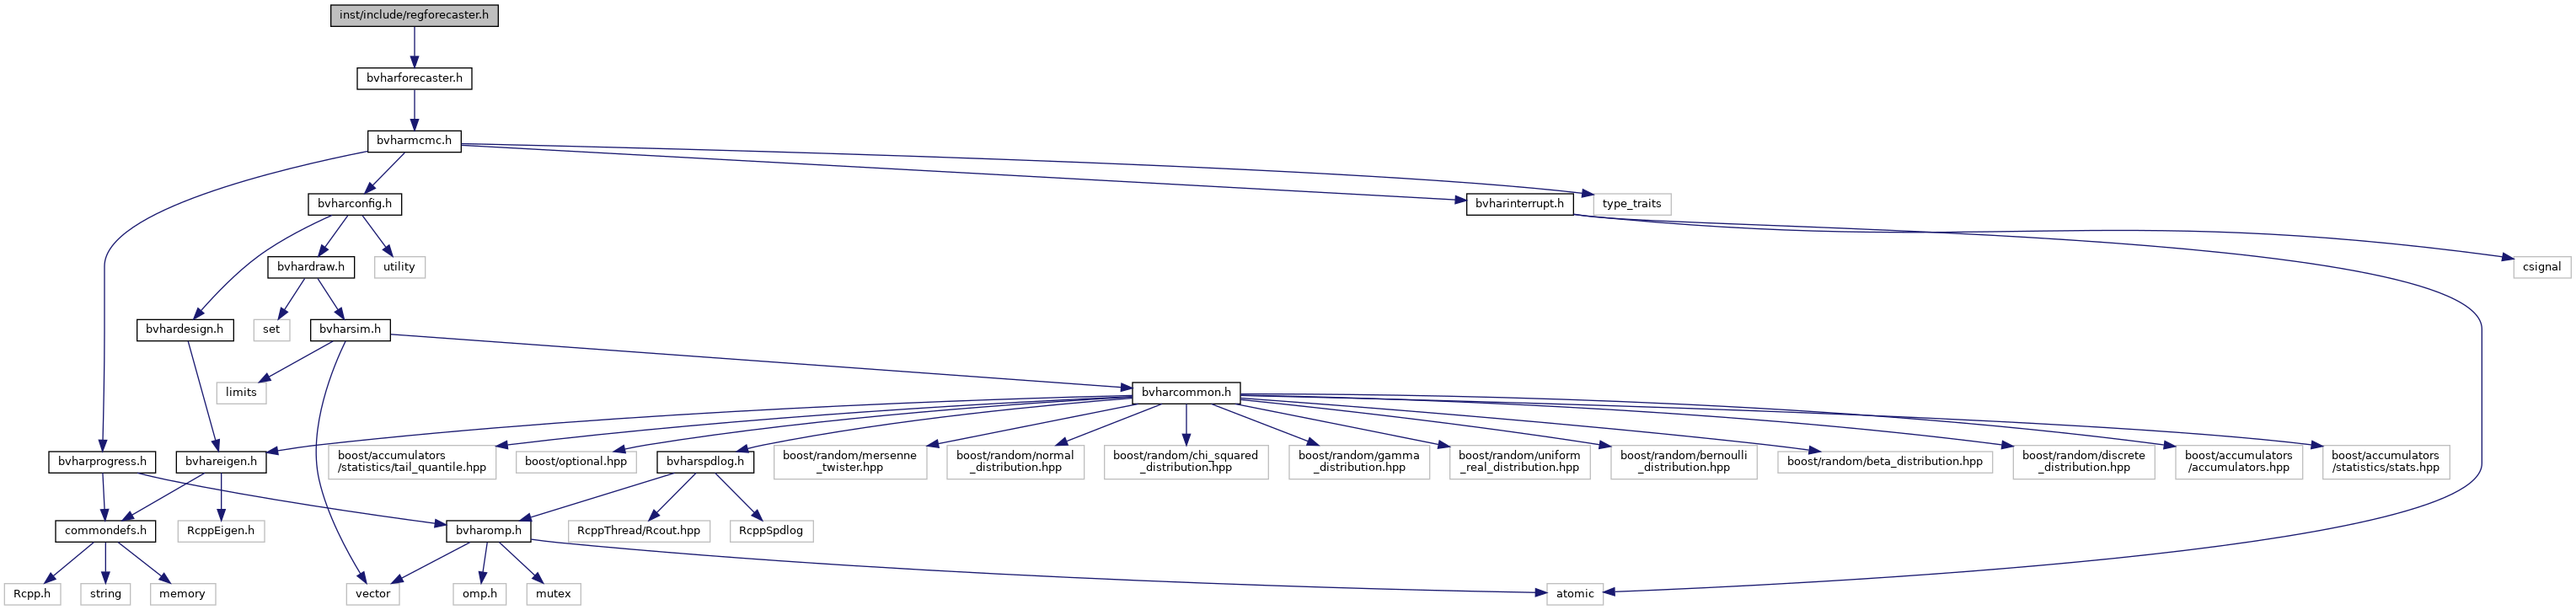 inst/include/regforecaster.h
bvharforecaster.h
bvharmcmc.h
bvharconfig.h
bvharinterrupt.h
type_traits
bvhardraw.h
utility
csignal
bvhardesign.h
set
bvharsim.h
limits
bvharcommon.h
bvharprogress.h
bvhareigen.h
boost/accumulators
/statistics/tail_quantile.hpp
boost/optional.hpp
bvharspdlog.h
boost/random/mersenne
_twister.hpp
boost/random/normal
_distribution.hpp
boost/random/chi_squared
_distribution.hpp
boost/random/gamma
_distribution.hpp
boost/random/uniform
_real_distribution.hpp
boost/random/bernoulli
_distribution.hpp
boost/random/beta_distribution.hpp
boost/random/discrete
_distribution.hpp
boost/accumulators
/accumulators.hpp
boost/accumulators
/statistics/stats.hpp
commondefs.h
RcppEigen.h
bvharomp.h
RcppThread/Rcout.hpp
RcppSpdlog
Rcpp.h
string
memory
vector
omp.h
mutex
atomic